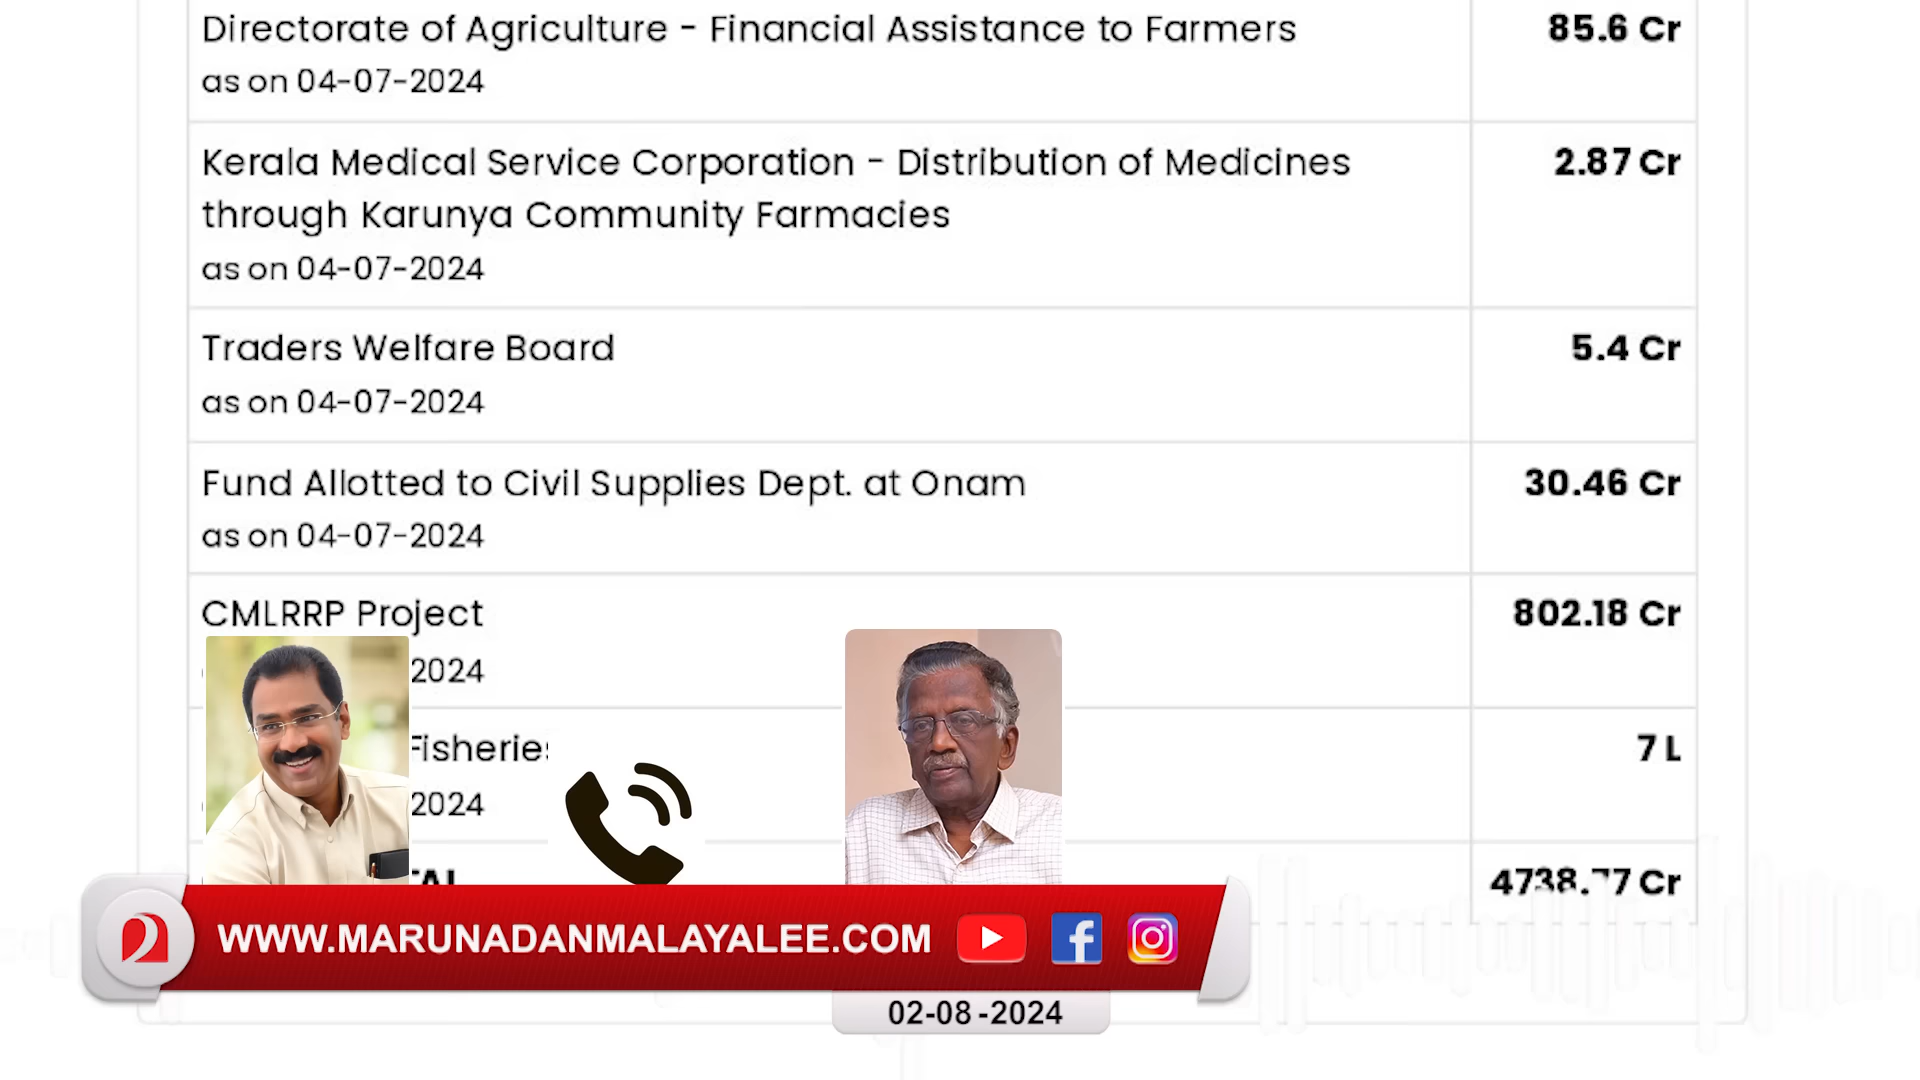 Directorate of Agriculture - Financial Assistance to Farmers 85.6 Cr
as on 04-07-2024
Kerala Medical Service Corporation - Distribution of Medicines 2.87 Cr
through Karunya Community Farmacies
as on 04-07-2024
Traders Welfare Board 5.4 Cr
as on 04-07-2024
Fund Allotted to Civil Supplies Dept. at Onam 30.46 Cr
as on 04-07-2024
CMLRRP Project 802.18 Cr
2024
7 L
2024
4738.77 Cr
WWW.MARUNADANMALAYALEE.COM
02-08-2024